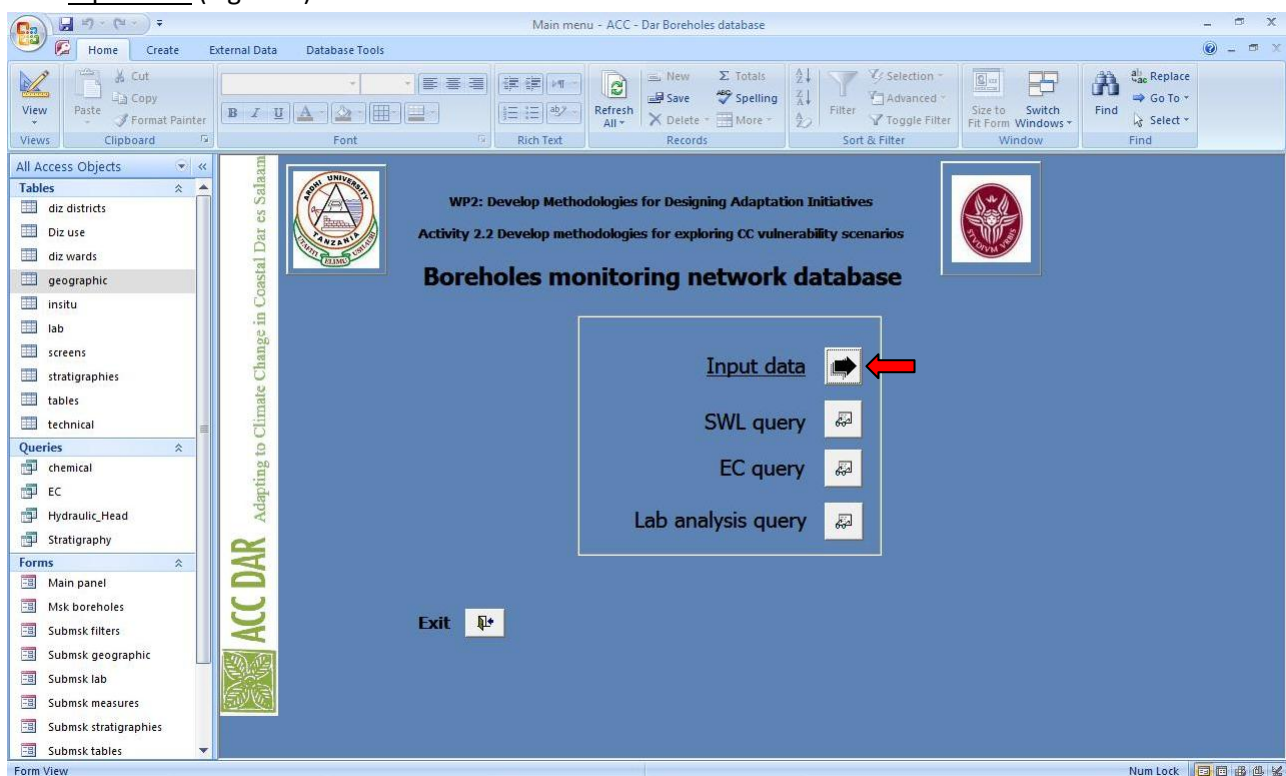 Main menu - ACC - Dar Boreholes database
Home Create External Data Database Tools
View
Paste
Cut
Copy
Format Painter
B I U A
Refresh All
New
Save
Delete
Totals
Spelling
More
Filter
Selection
Advanced
Toggle Filter
Size to Fit Form
Switch Windows
Find
Replace
Go To
Select
Views Clipboard Font Rich Text Records Sort & Filter Window Find
All Access Objects
Tables
diz districts
Diz use
diz wards
geographic
insitu
lab
screens
stratigraphies
tables
technical
Queries
chemical
EC
Hydraulic_Head
Stratigraphy
Forms
Main panel
Msk boreholes
Submsk filters
Submsk geographic
Submsk lab
Submsk measures
Submsk stratigraphies
Submsk tables
ACC DAR Adapting to Climate Change in Coastal Dar es Salaam
ARDHI UNIVERSITY
TANZANIA
ELIMU
STUDIVM VRBIS
WP2: Develop Methodologies for Designing Adaptation Initiatives
Activity 2.2 Develop methodologies for exploring CC vulnerability scenarios
Boreholes monitoring network database
Input data
SWL query
EC query
Lab analysis query
Exit
Form View
Num Lock